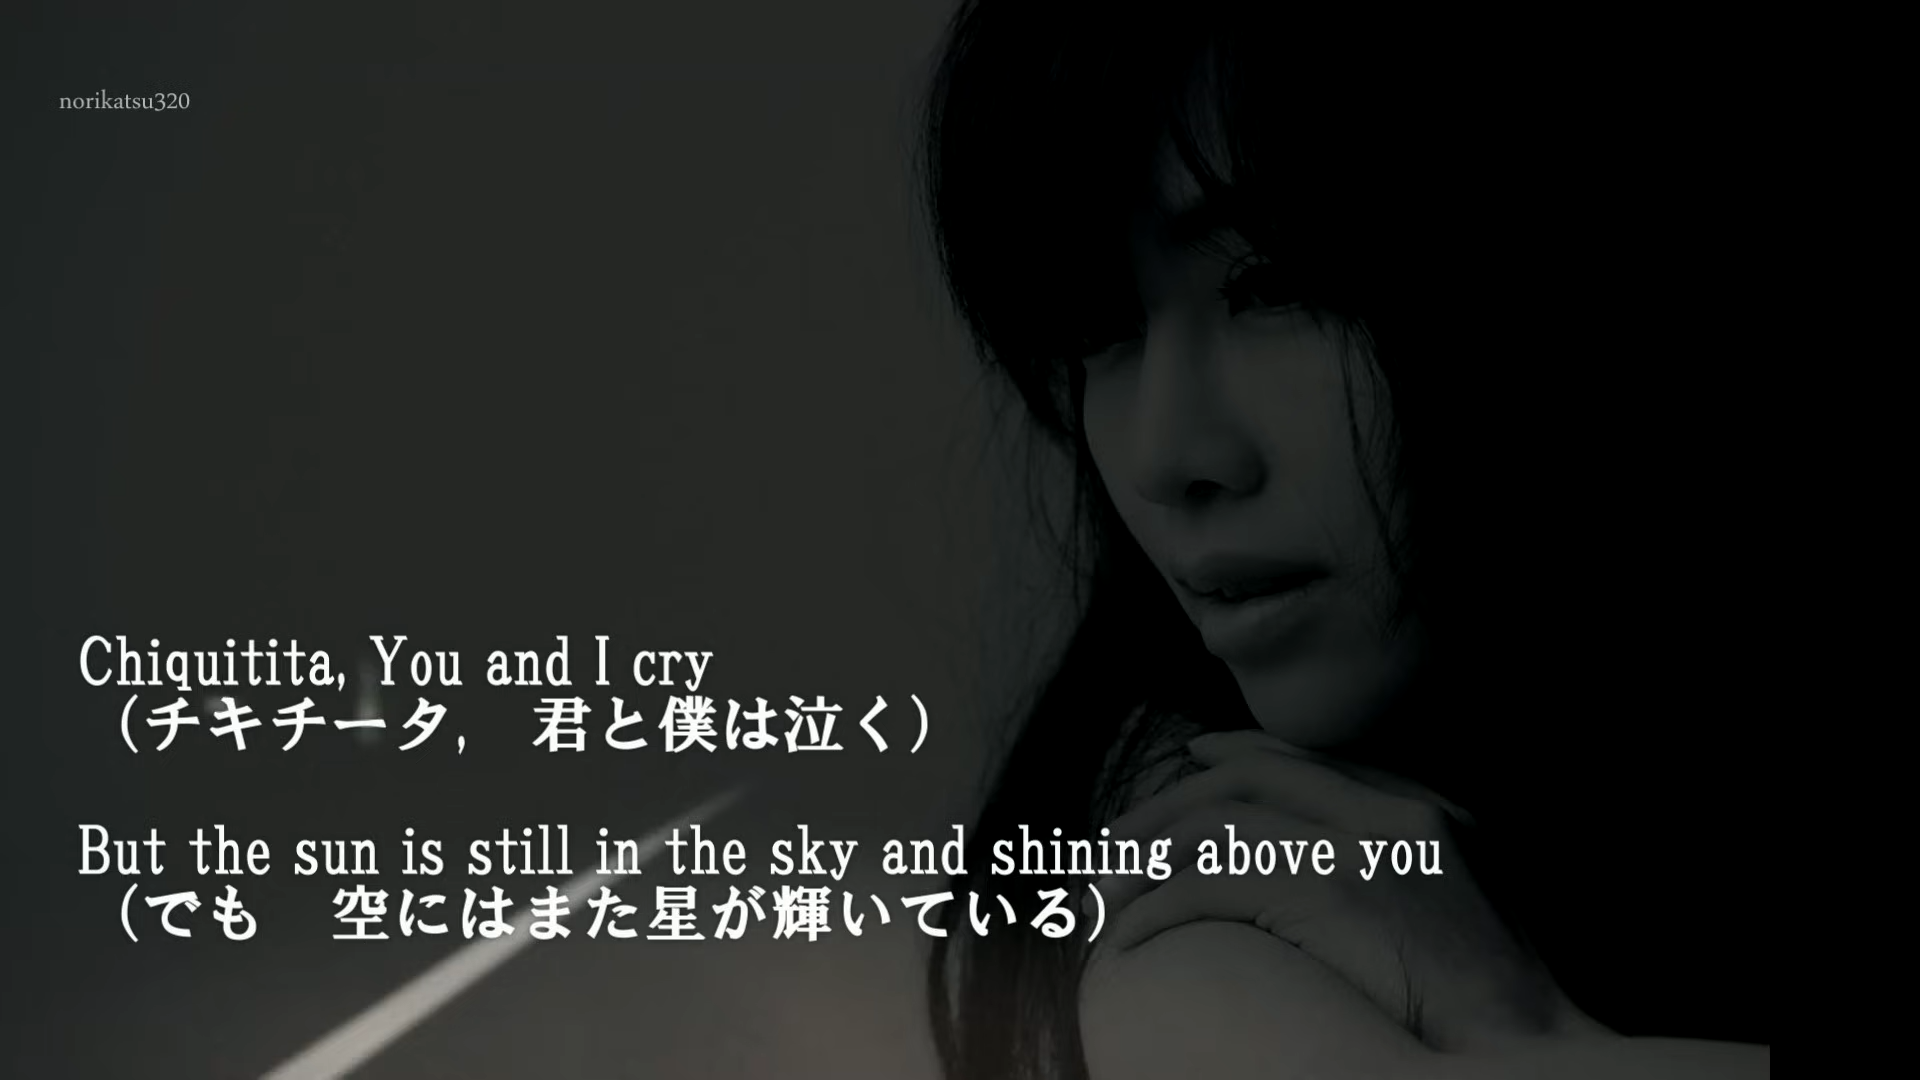 norikatsu320
Chiquitita, You and I cry
（チキチータ,　君と僕は泣く）
But the sun is still in the sky and shining above you
（でも　空にはまた星が輝いている）